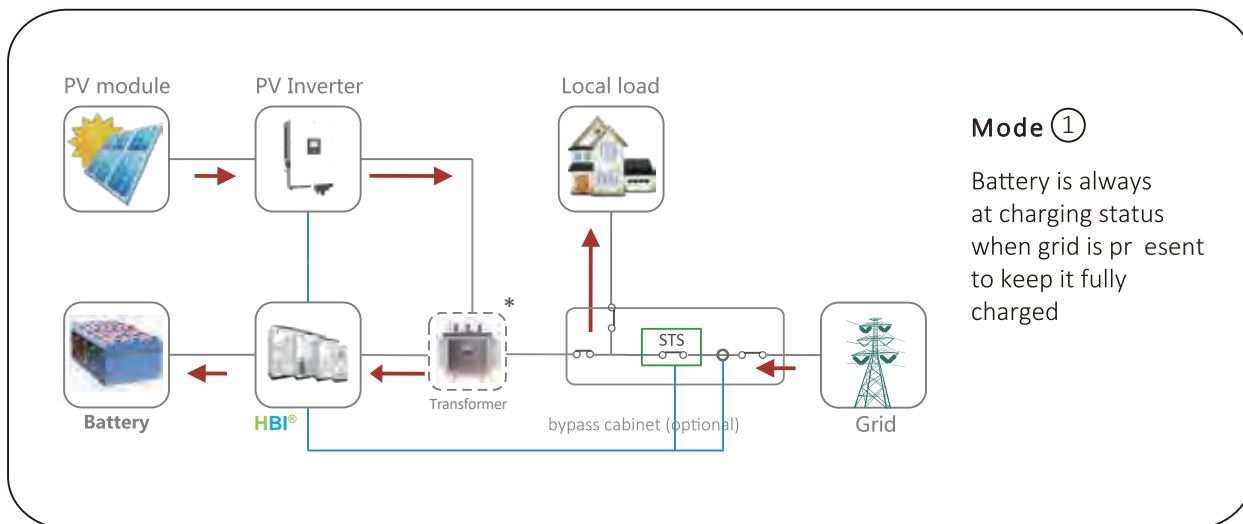 PV module
PV Inverter
Local load
Mode ①
Battery is always
at charging status
when grid is pr esent
to keep it fully
charged
*
STS
Transformer
Battery
HBI®
bypass cabinet (optional)
Grid